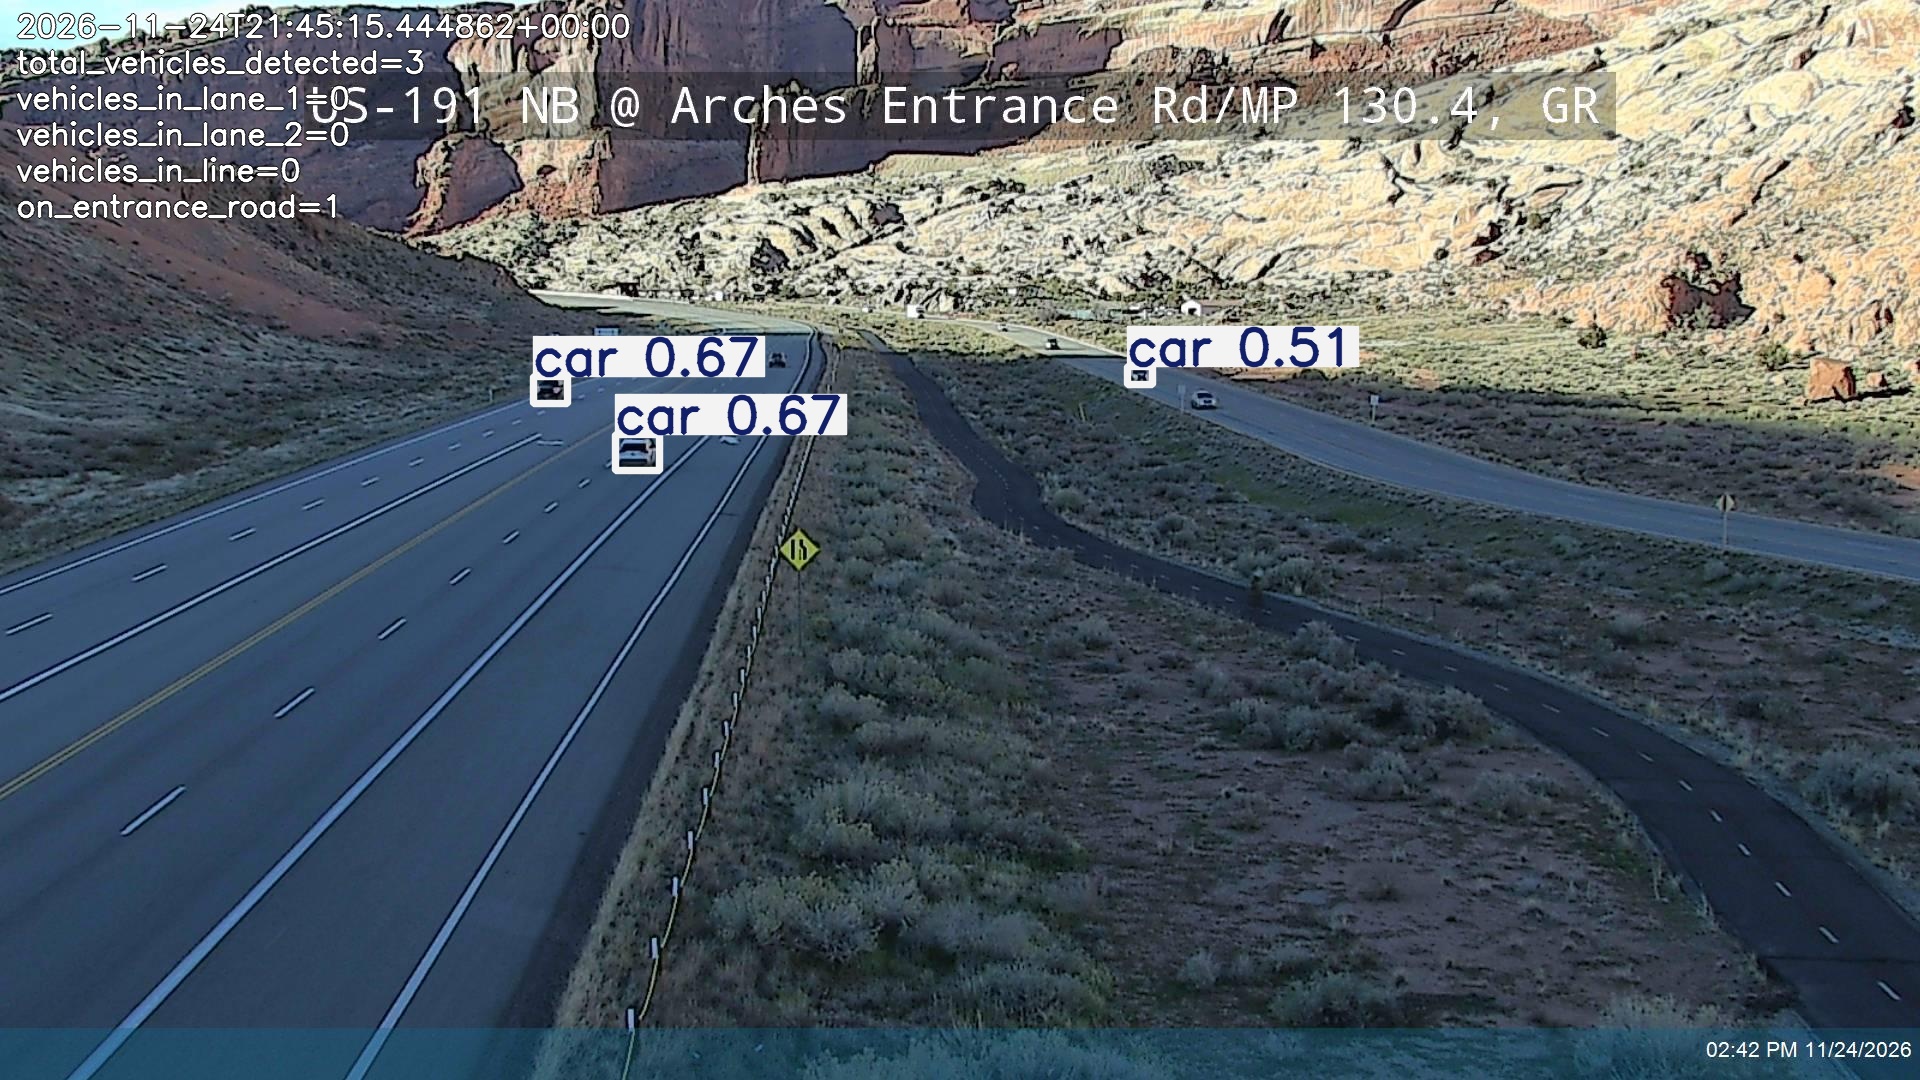 2026-11-24T21:45:15.444862+00:00
total_vehicles_detected=3
vehicles_in_lane_1=0
US-191 NB @ Arches Entrance Rd/MP 130.4, GR
vehicles_in_lane_2=0
vehicles_in_line=0
on_entrance_road=1
car 0.51
car 0.67
car 0.67
02:42 PM 11/24/2026